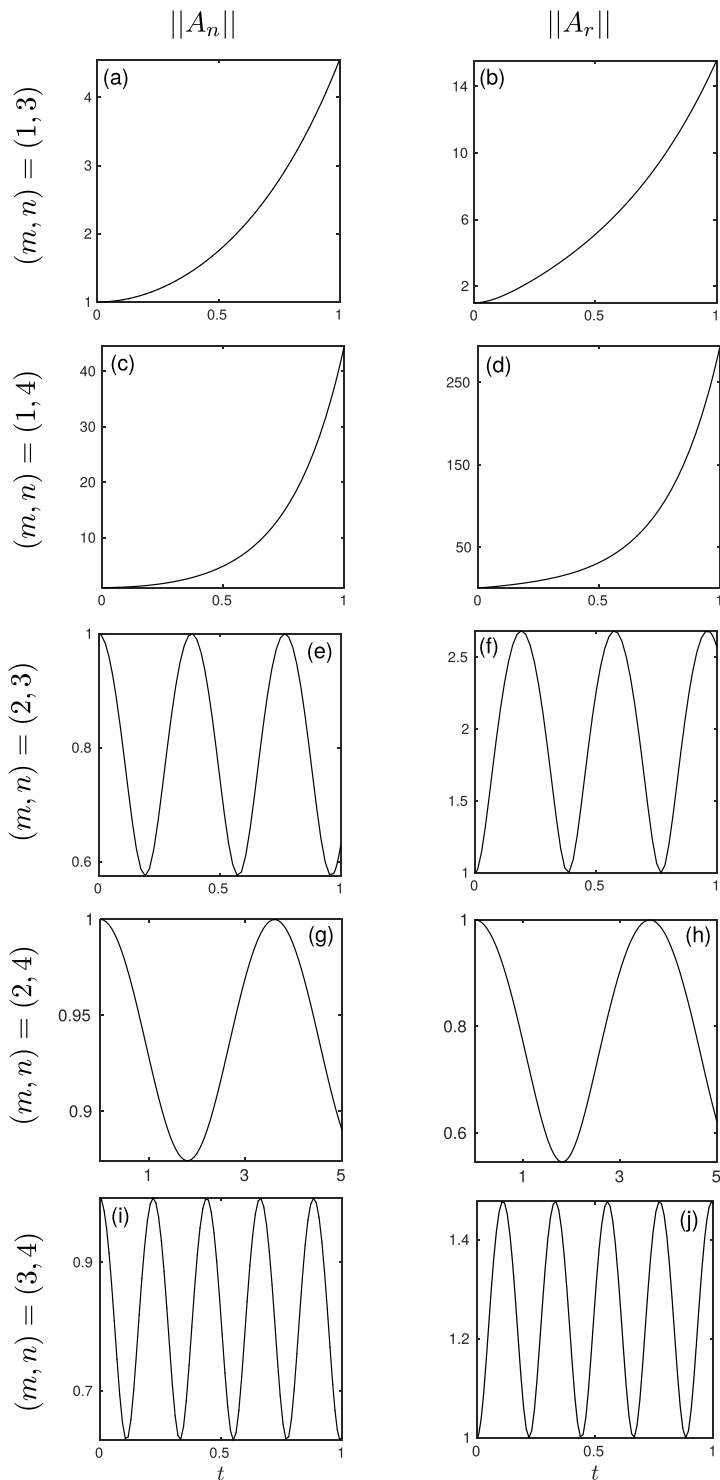 ||A_n|| ||A_r||
(m, n) = (1, 3)
(a)
4
3
2
1
0 0.5 1
(b)
14
10
6
2
0 0.5 1
(m, n) = (1, 4)
(c)
40
30
20
10
0 0.5 1
(d)
250
150
50
0 0.5 1
(m, n) = (2, 3)
(e)
1
0.8
0.6
0 0.5 1
(f)
2.5
2
1.5
1
0 0.5 1
(m, n) = (2, 4)
(g)
1
0.95
0.9
1 3 5
(h)
1
0.8
0.6
1 3 5
(m, n) = (3, 4)
(i)
0.9
0.7
0 0.5 1
t
(j)
1.4
1.2
1
0 0.5 1
t